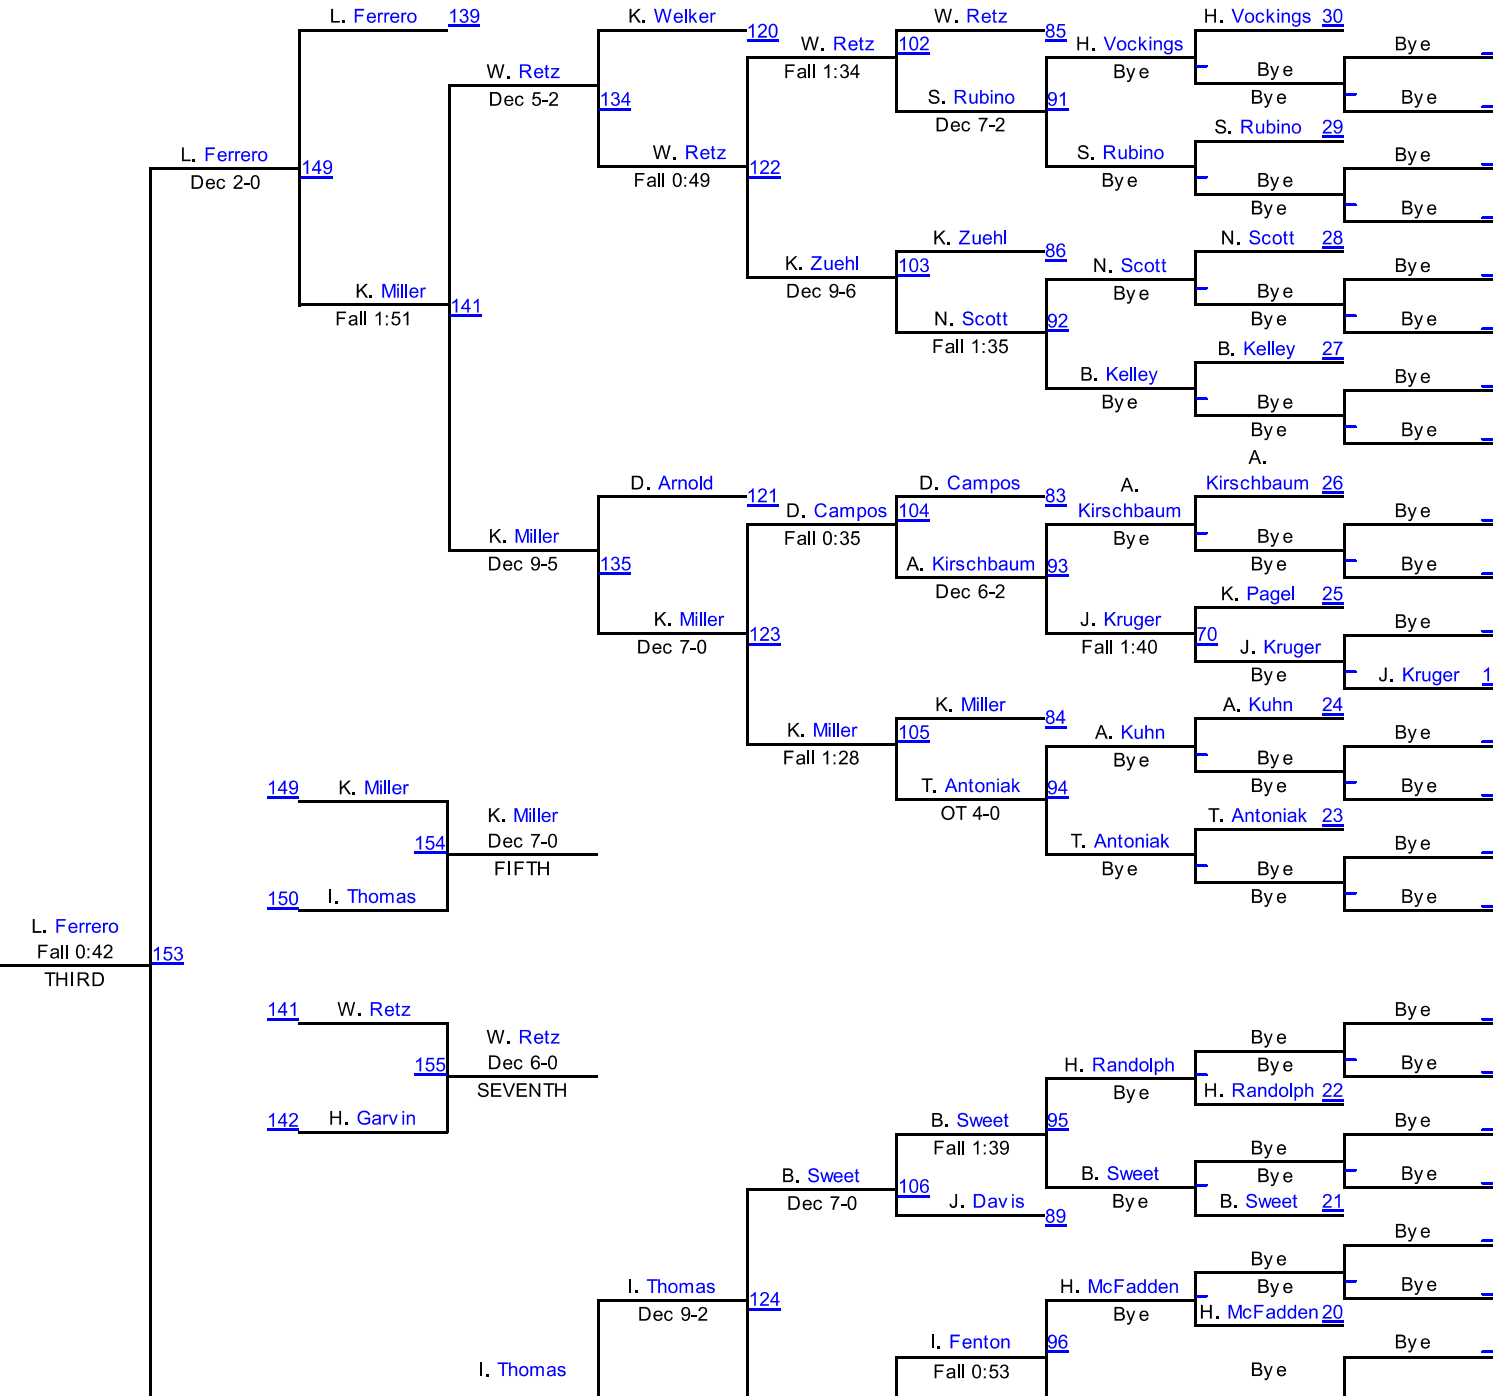 L. Ferrero 139
K. Welker
W. Retz
H. Vockings 30
120
85
W. Retz 102
H. Vockings
Bye
Fall 1:34
Bye
Bye
W. Retz
Dec 5-2
134
S. Rubino 91
Bye
Bye
Dec 7-2
S. Rubino 29
L. Ferrero
149
Dec 2-0
W. Retz
122
Fall 0:49
S. Rubino
Bye
Bye
Bye
Bye
Bye
K. Zuehl
86
N. Scott 28
K. Zuehl 103
Dec 9-6
N. Scott
Bye
Bye
Bye
Bye
K. Miller
141
Fall 1:51
N. Scott 92
Fall 1:35
Bye
B. Kelley 27
B. Kelley
Bye
Bye
Bye
Bye
Bye
A.
Kirschbaum 26
D. Arnold
121
D. Campos
83
A.
Kirschbaum
Bye
D. Campos 104
Fall 0:35
Bye
Bye
Bye
Bye
K. Miller
Dec 9-5
135
A. Kirschbaum 93
Dec 6-2
K. Pagel 25
K. Miller
123
Dec 7-0
J. Kruger
70
Fall 1:40
Bye
J. Kruger
Bye
J. Kruger 1
K. Miller
84
A. Kuhn 24
K. Miller 105
Fall 1:28
A. Kuhn
Bye
Bye
Bye
Bye
149 K. Miller
T. Antoniak 94
OT 4-0
Bye
K. Miller
154
Dec 7-0
FIFTH
T. Antoniak 23
T. Antoniak
Bye
Bye
Bye
Bye
Bye
150 I. Thomas
L. Ferrero
Fall 0:42
153
THIRD
141 W. Retz
Bye
W. Retz
155
Dec 6-0
SEVENTH
H. Randolph
Bye
Bye
Bye
Bye
H. Randolph 22
142 H. Garvin
B. Sweet
95
Fall 1:39
Bye
Bye
Bye
B. Sweet
Dec 7-0
106
J. Davis
89
B. Sweet
Bye
Bye
B. Sweet 21
Bye
I. Thomas
124
Dec 9-2
H. McFadden
Bye
Bye
Bye
Bye
H. McFadden 20
I. Fenton
96
Fall 0:53
Bye
I. Thomas
Bye